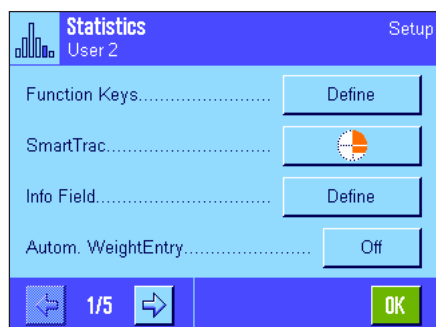 Statistics Setup
User 2
Function Keys........................ Define
SmartTrac............................. 
Info Field............................... Define
Autom. WeightEntry....................... Off
1/5 OK